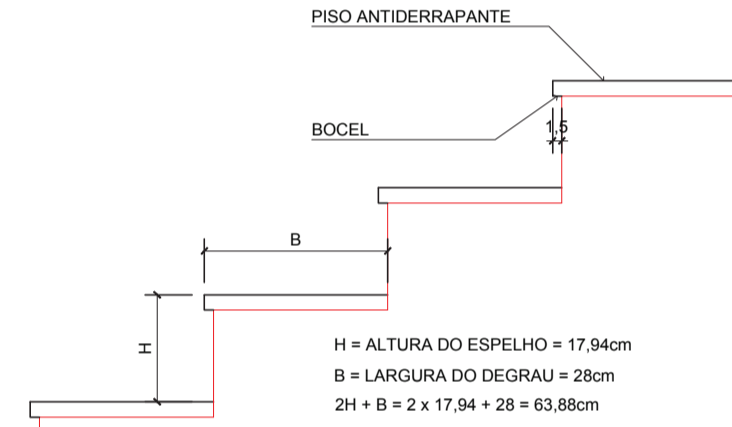 PISO ANTIDERRAPANTE
BOCEL
1,5
B
H
H = ALTURA DO ESPELHO = 17,94cm
B = LARGURA DO DEGRAU = 28cm
2H + B = 2 x 17,94 + 28 = 63,88cm